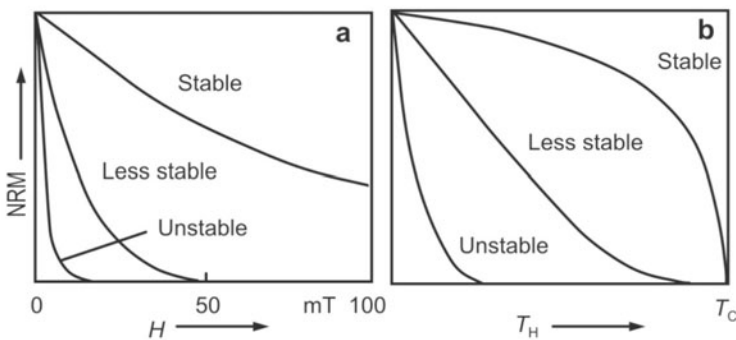 a
Stable
Less stable
Unstable
NRM
0
50
mT
100
H
b
Stable
Less stable
Unstable
T_H
T_C